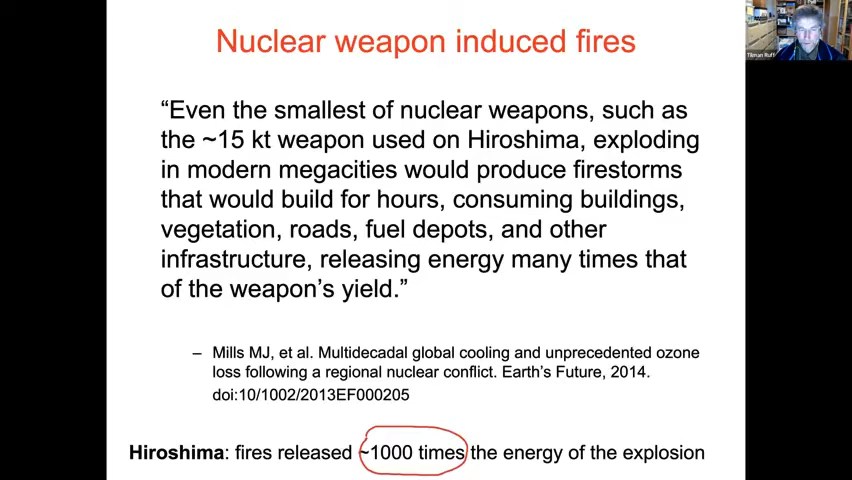 Nuclear weapon induced fires
“Even the smallest of nuclear weapons, such as
the ~15 kt weapon used on Hiroshima, exploding
in modern megacities would produce firestorms
that would build for hours, consuming buildings,
vegetation, roads, fuel depots, and other
infrastructure, releasing energy many times that
of the weapon’s yield.”
– Mills MJ, et al. Multidecadal global cooling and unprecedented ozone
loss following a regional nuclear conflict. Earth’s Future, 2014.
doi:10/1002/2013EF000205
Hiroshima: fires released ~1000 times the energy of the explosion
Tilman Ruff